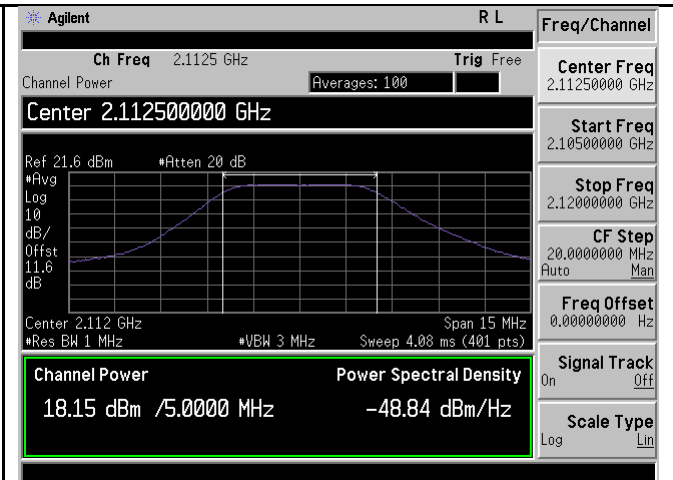 Agilent R L
Ch Freq 2.1125 GHz Trig Free
Channel Power Averages: 100
Center 2.112500000 GHz
Ref 21.6 dBm #Atten 20 dB
#Avg
Log
10
dB/
Offst
11.6
dB
Center 2.112 GHz Span 15 MHz
#Res BW 1 MHz #VBW 3 MHz Sweep 4.08 ms (401 pts)
Channel Power Power Spectral Density
18.15 dBm /5.0000 MHz -48.84 dBm/Hz
Freq/Channel
Center Freq
2.11250000 GHz
Start Freq
2.10500000 GHz
Stop Freq
2.12000000 GHz
CF Step
20.0000000 MHz
Auto Man
Freq Offset
0.00000000 Hz
Signal Track
On Off
Scale Type
Log Lin